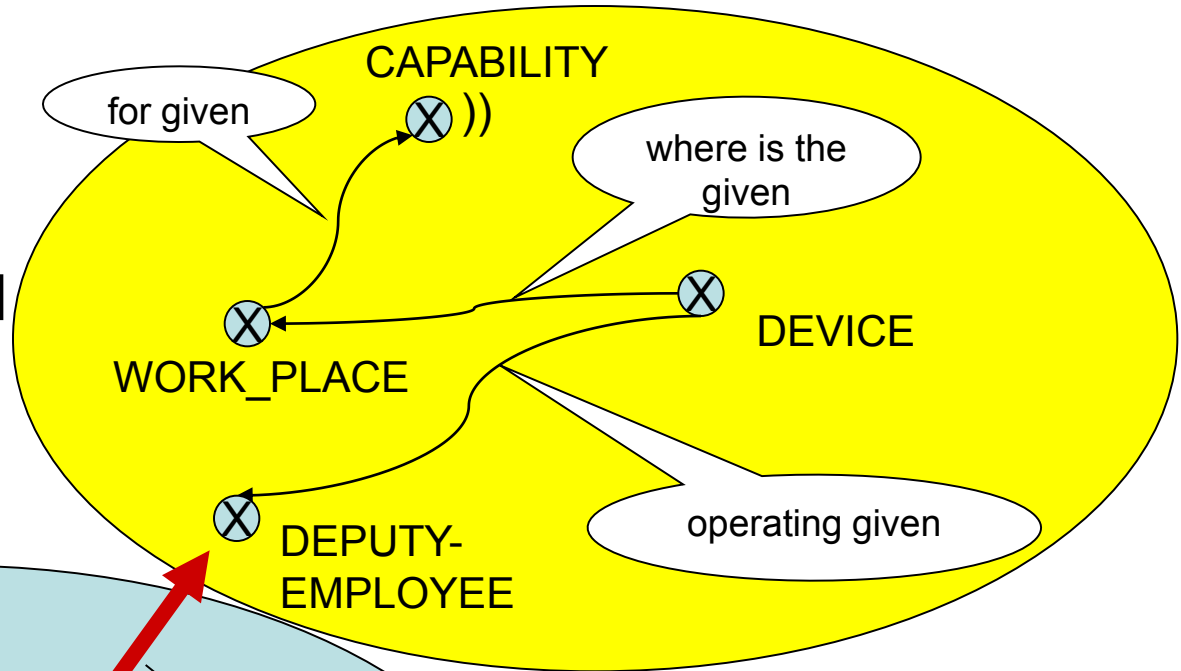 CAPABILITY
for given
X ))
where is the
given
X
DEVICE
X
WORK_PLACE
X
DEPUTY-
EMPLOYEE
operating given